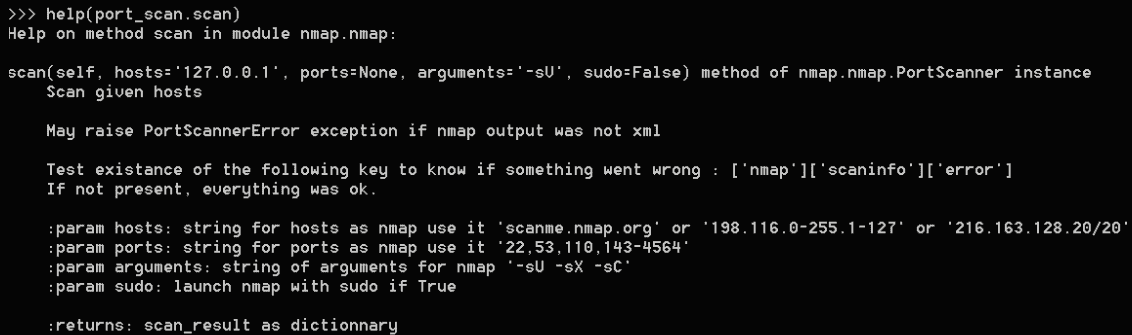 >>> help(port_scan.scan)
Help on method scan in module nmap.nmap:
scan(self, hosts='127.0.0.1', ports=None, arguments='-sV', sudo=False) method of nmap.nmap.PortScanner instance
Scan given hosts
May raise PortScannerError exception if nmap output was not xml
Test existance of the following key to know if something went wrong : ['nmap']['scaninfo']['error']
If not present, everything was ok.
:param hosts: string for hosts as nmap use it 'scanme.nmap.org' or '198.116.0-255.1-127' or '216.163.128.20/20'
:param ports: string for ports as nmap use it '22,53,110,143-4564'
:param arguments: string of arguments for nmap '-sU -sX -sC'
:param sudo: launch nmap with sudo if True
:returns: scan_result as dictionnary